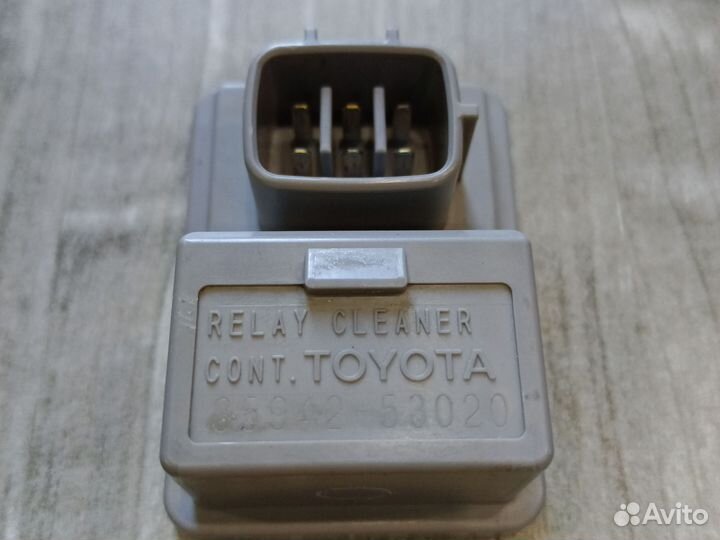 RELAY CLEANER
CONT. TOYOTA
85942-53020
Avito